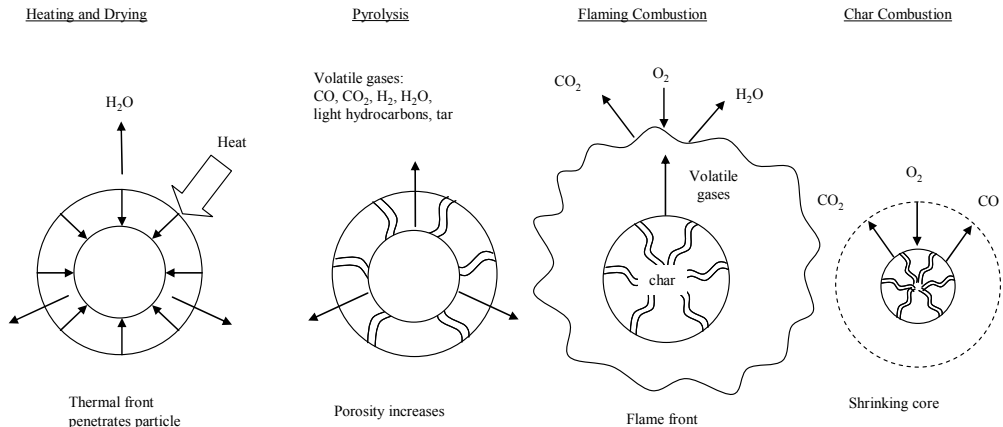 Heating and Drying
Pyrolysis
Flaming Combustion
Char Combustion
H₂O
Heat
Thermal front
penetrates particle
Volatile gases:
CO, CO₂, H₂, H₂O,
light hydrocarbons, tar
Porosity increases
CO₂
O₂
H₂O
Volatile
gases
char
Flame front
CO₂
O₂
CO
Shrinking core